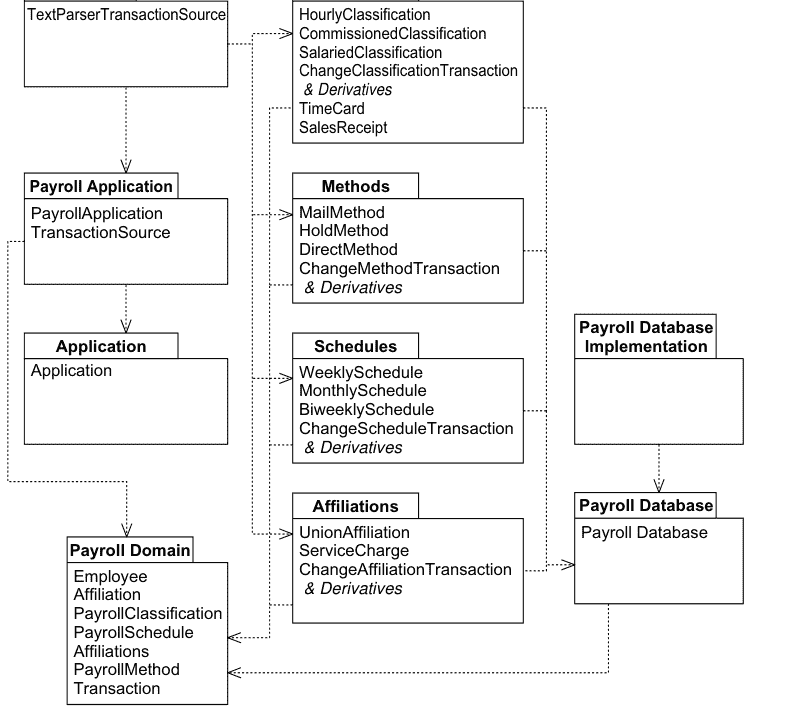 TextParserTransactionSource
HourlyClassification
CommissionedClassification
SalariedClassification
ChangeClassificationTransaction
& Derivatives
TimeCard
SalesReceipt
Payroll Application
PayrollApplication
TransactionSource
Methods
MailMethod
HoldMethod
DirectMethod
ChangeMethodTransaction
& Derivatives
Application
Application
Schedules
WeeklySchedule
MonthlySchedule
BiweeklySchedule
ChangeScheduleTransaction
& Derivatives
Payroll Database
Implementation
Affiliations
UnionAffiliation
ServiceCharge
ChangeAffiliationTransaction
& Derivatives
Payroll Database
Payroll Database
Payroll Domain
Employee
Affiliation
PayrollClassification
PayrollSchedule
Affiliations
PayrollMethod
Transaction